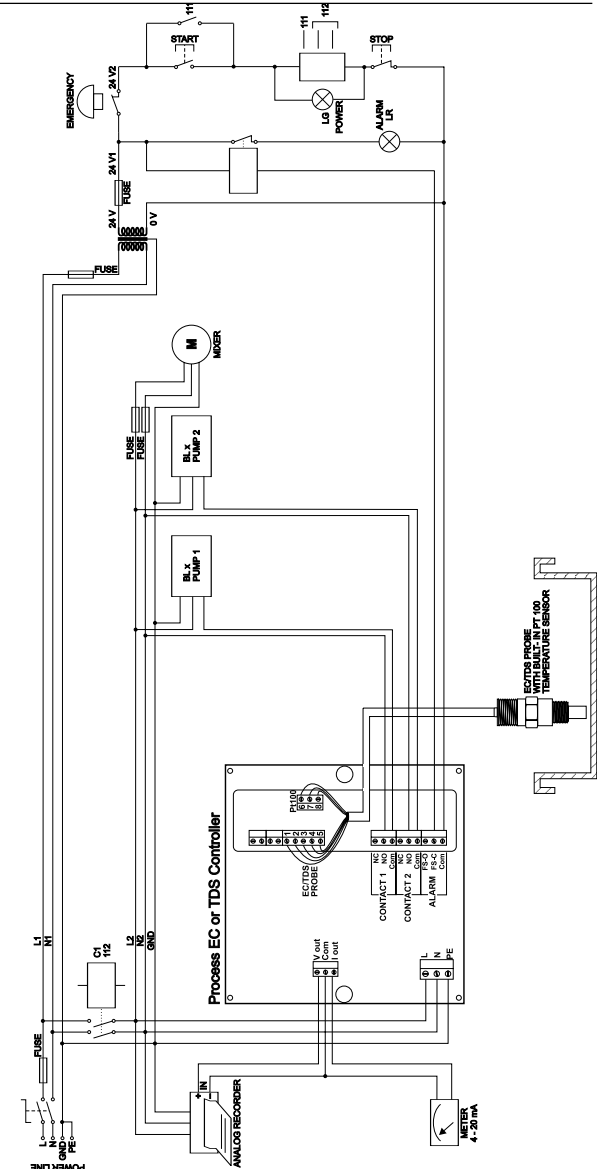 111
START
111
112
STOP
EMERGENCY
24 V2
LG
POWER
ALARM
LR
24 V1
FUSE
24 V
0 V
FUSE
M
MIXER
FUSE
FUSE
BL x
PUMP 2
BL x
PUMP 1
EC/TDS PROBE
WITH BUILT- IN PT 100
TEMPERATURE SENSOR
Process EC or TDS Controller
Pt100
6
7
8
1
2
3
4
5
EC/TDS
PROBE
NC
NO
Com
CONTACT 1
NC
NO
Com
CONTACT 2
FS-O
FS-C
Com
ALARM
V out
Com
I out
L
N
PE
L1
N1
L2
N2
GND
C1
112
FUSE
L
N
GND
PE
POWER LINE
+
-
IN
ANALOG RECORDER
METER
4 - 20 mA